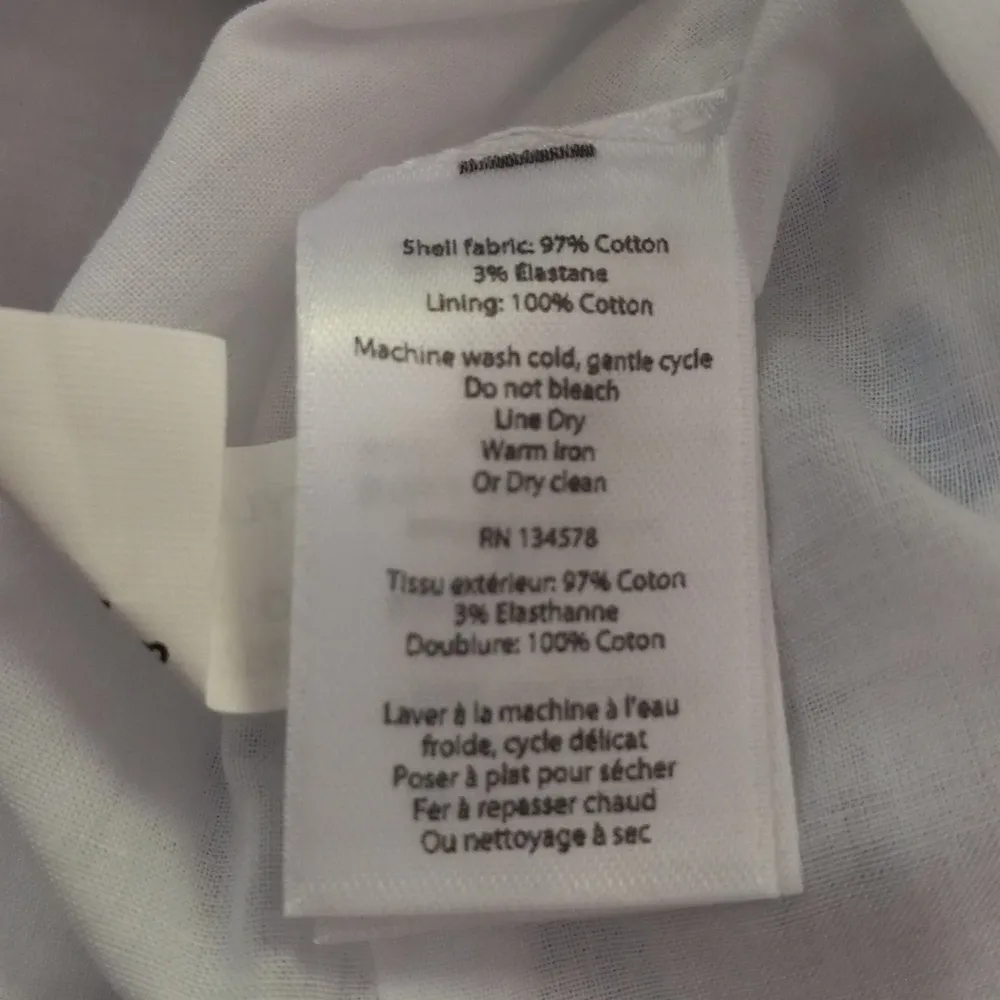 Shell fabric: 97% Cotton
3% Élastane
Lining: 100% Cotton
Machine wash cold, gentle cycle
Do not bleach
Line Dry
Warm iron
Or Dry clean
RN 134578
Tissu extérieur: 97% Coton
3% Elasthanne
Doublure: 100% Coton
Laver à la machine à l'eau
froide, cycle délicat
Poser à plat pour sécher
Fer à repasser chaud
Ou nettoyage à sec